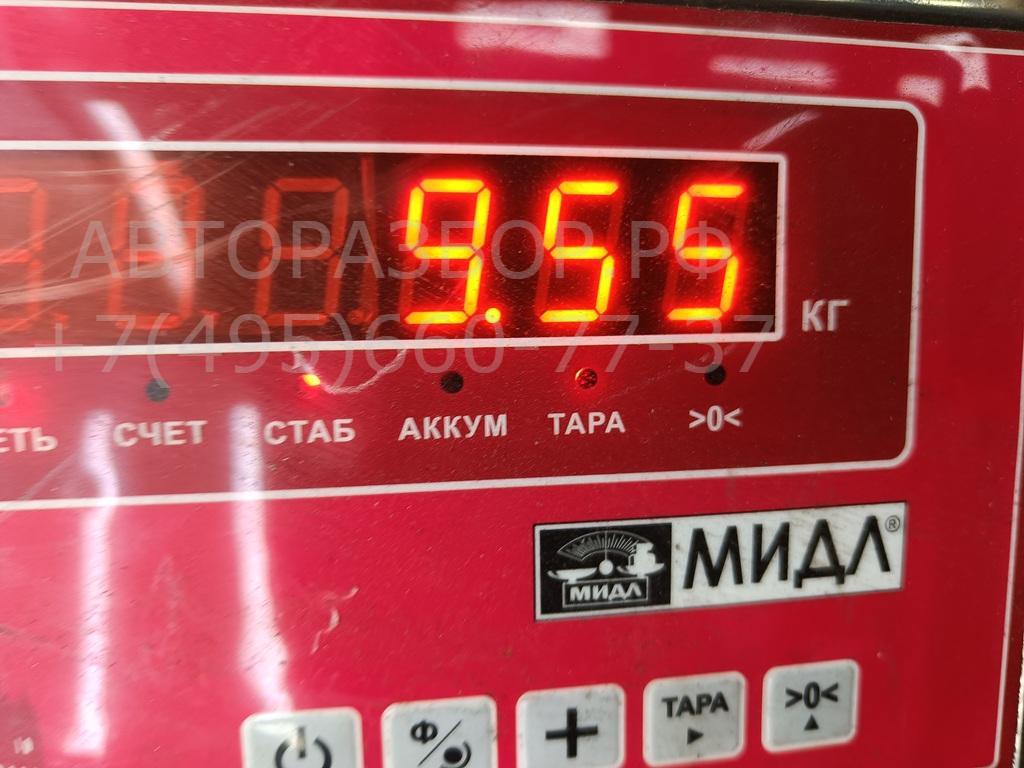 9.55
КГ
АВТОРАЗБОР.РФ
+7(495)660-77-37
ЕТЬ СЧЕТ СТАБ АККУМ ТАРА >0<
МИДЛ МИДЛ®
Ф ТАРА >0<